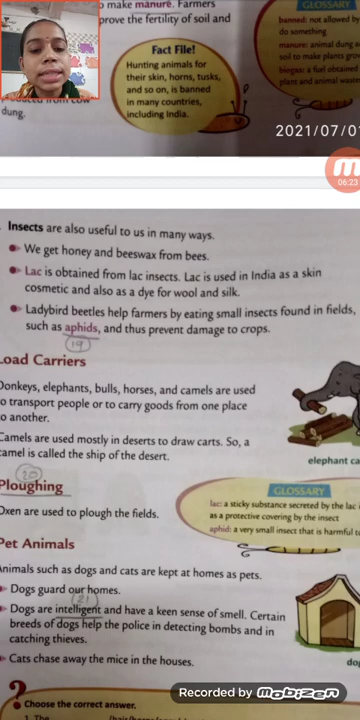 o make manure. Farmers
prove the fertility of soil and
dung.
Fact File!
Hunting animals for
their skin, horns, tusks,
and so on, is banned
in many countries,
including India.
GLOSSARY
banned: not allowed by
do something
manure: animal dung
soil to make plants grow
a fuel obtained
plant and animal waste
2021/07/0
06:23
Insects are also useful to us in many ways.
We get honey and beeswax from bees.
Lac is obtained from lac insects. Lac is used in India as a skin
cosmetic and also as a dye for wool and silk.
Ladybird beetles help farmers by eating small insects found in fields,
such as aphids, and thus prevent damage to crops.
19
Load Carriers
Donkeys, elephants, bulls, horses, and camels are used
to transport people or to carry goods from one place
to another.
Camels are used mostly in deserts to draw carts. So, a
camel is called the ship of the desert.
elephant ca
20
Ploughing
Oxen are used to plough the fields.
GLOSSARY
lac: a sticky substance secreted by the lac i
as a protective covering by the insect
aphid: a very small insect that is harmful t
Pet Animals
Animals such as dogs and cats are kept at homes as pets.
Dogs guard our homes.
21
Dogs are intelligent and have a keen sense of smell. Certain
breeds of dogs help the police in detecting bombs and in
catching thieves.
Cats chase away the mice in the houses.
do
? Choose the correct answer.
1. The
Recorded by mobizen